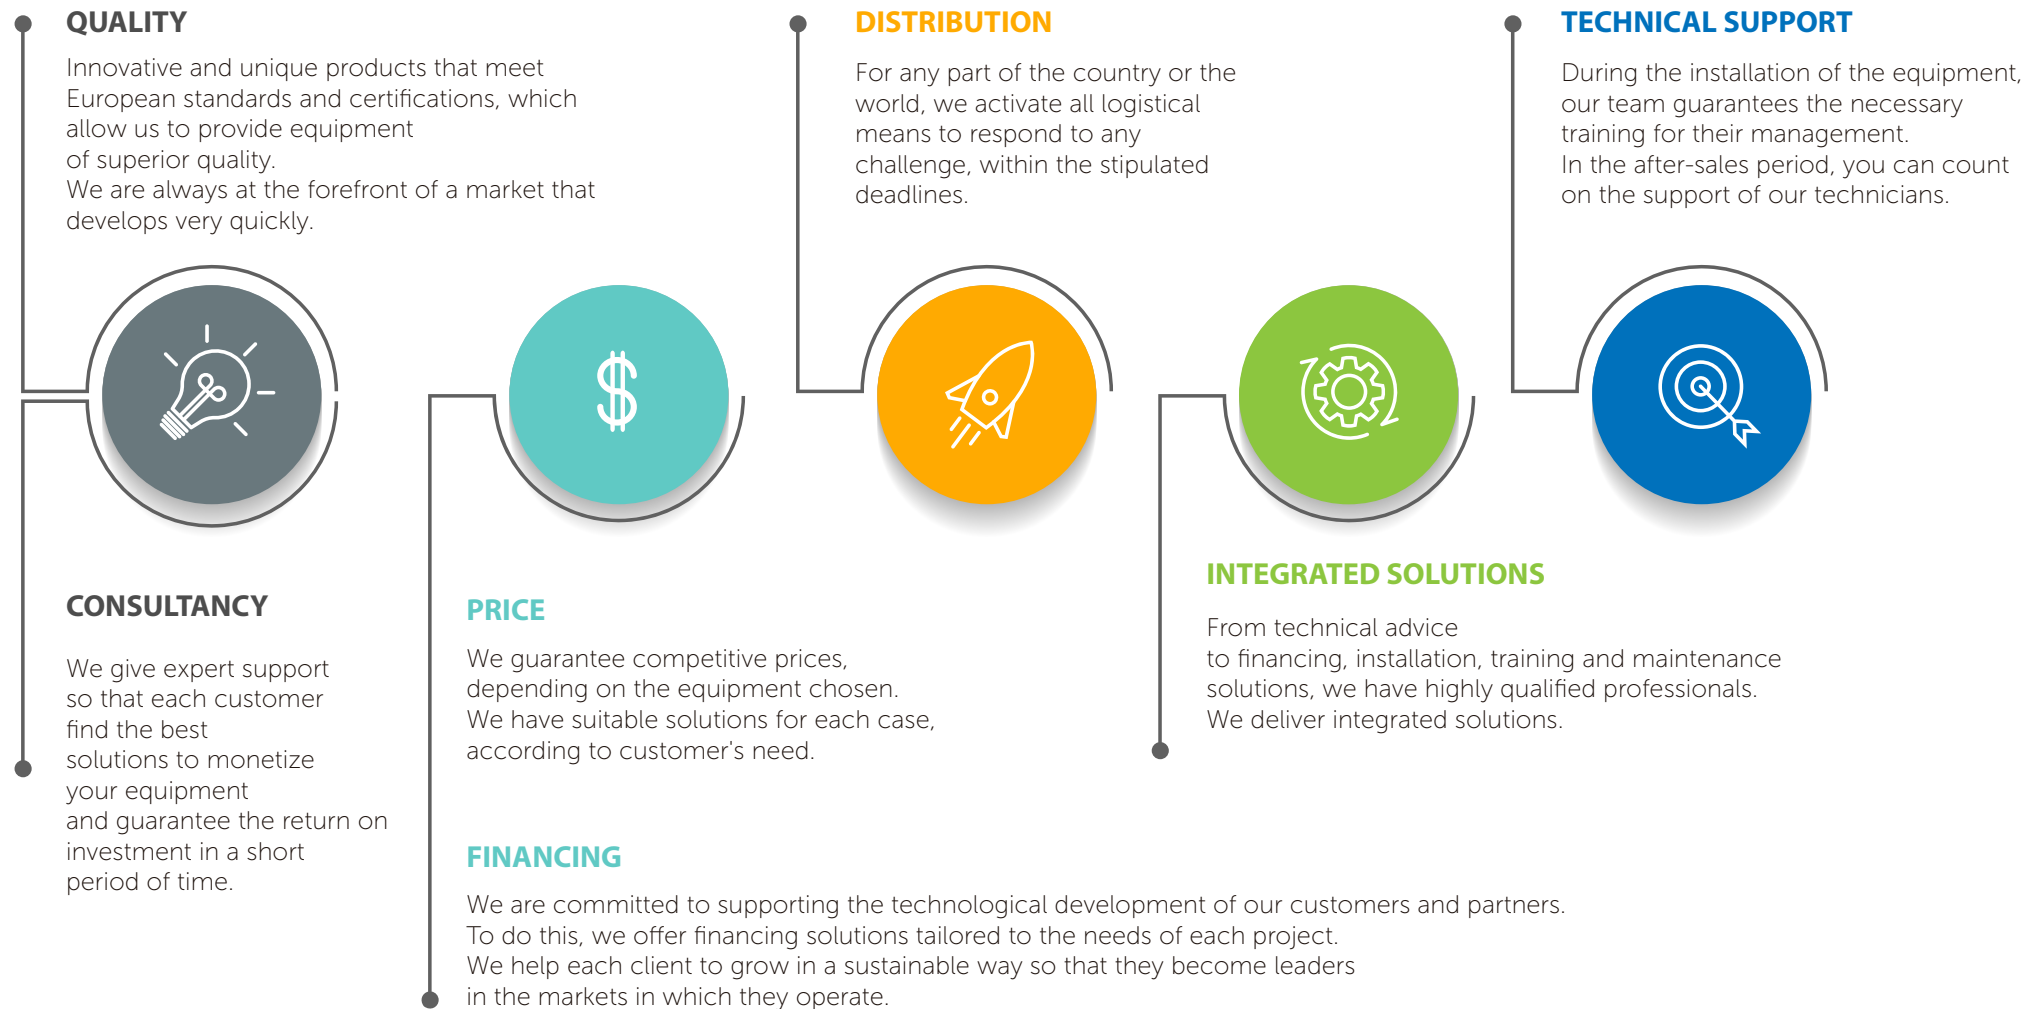 QUALITY
Innovative and unique products that meet
European standards and certifications, which
allow us to provide equipment
of superior quality.
We are always at the forefront of a market that
develops very quickly.
DISTRIBUTION
For any part of the country or the
world, we activate all logistical
means to respond to any
challenge, within the stipulated
deadlines.
TECHNICAL SUPPORT
During the installation of the equipment,
our team guarantees the necessary
training for their management.
In the after-sales period, you can count
on the support of our technicians.
CONSULTANCY
We give expert support
so that each customer
find the best
solutions to monetize
your equipment
and guarantee the return on
investment in a short
period of time.
PRICE
We guarantee competitive prices,
depending on the equipment chosen.
We have suitable solutions for each case,
according to customer's need.
INTEGRATED SOLUTIONS
From technical advice
to financing, installation, training and maintenance
solutions, we have highly qualified professionals.
We deliver integrated solutions.
FINANCING
We are committed to supporting the technological development of our customers and partners.
To do this, we offer financing solutions tailored to the needs of each project.
We help each client to grow in a sustainable way so that they become leaders
in the markets in which they operate.